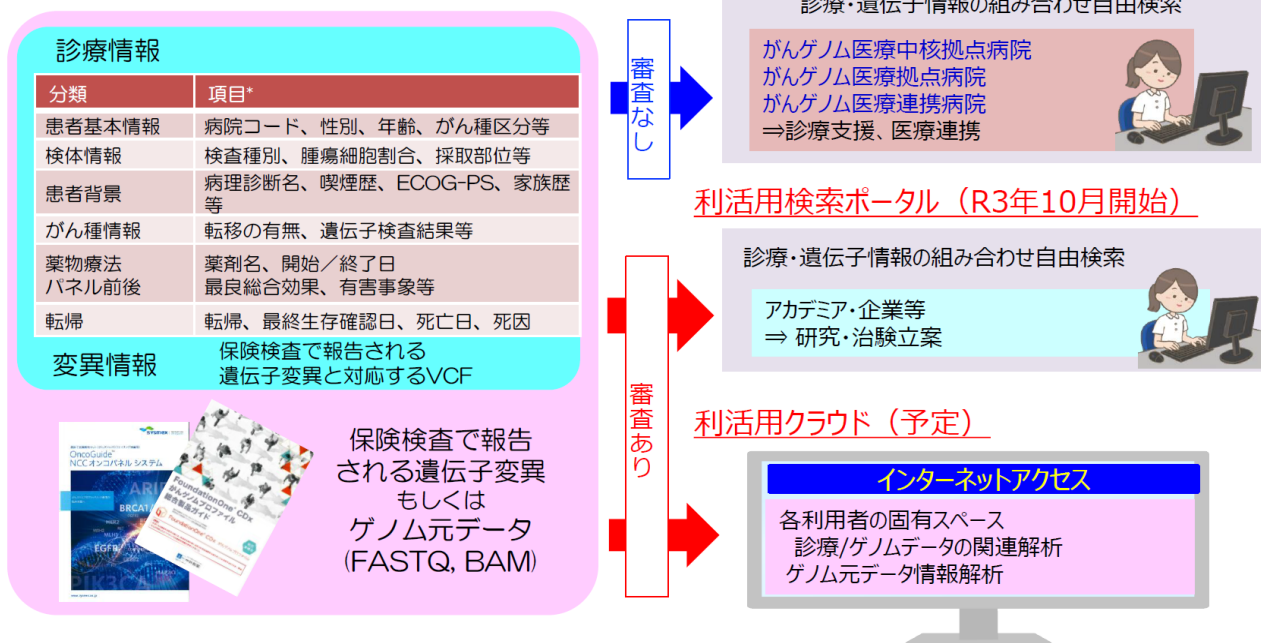 診療情報
分類 項目*
患者基本情報 病院コード、性別、年齢、がん種区分等
検体情報 検査種別、腫瘍細胞割合、採取部位等
患者背景 病理診断名、喫煙歴、ECOG-PS、家族歴
等
がん種情報 転移の有無、遺伝子検査結果等
薬物療法 薬剤名、開始／終了日
パネル前後 最良総合効果、有害事象等
転帰 転帰、最終生存確認日、死亡日、死因
変異情報 保険検査で報告される
遺伝子変異と対応するVCF
OncoGuide™
NCCオンコパネル システム
BRCA1
EGFR
PIK3CA
FoundationOne® CDx
がんゲノムプロファイル
FoundationOne® CDx
保険検査で報告
される遺伝子変異
もしくは
ゲノム元データ
(FASTQ, BAM)
審査なし
審査あり
診療・遺伝子情報の組み合わせ自由検索
がんゲノム医療中核拠点病院
がんゲノム医療拠点病院
がんゲノム医療連携病院
⇒診療支援、医療連携
利活用検索ポータル（R3年10月開始）
診療・遺伝子情報の組み合わせ自由検索
アカデミア・企業等
⇒ 研究・治験立案
利活用クラウド（予定）
インターネットアクセス
各利用者の固有スペース
診療/ゲノムデータの関連解析
ゲノム元データ情報解析